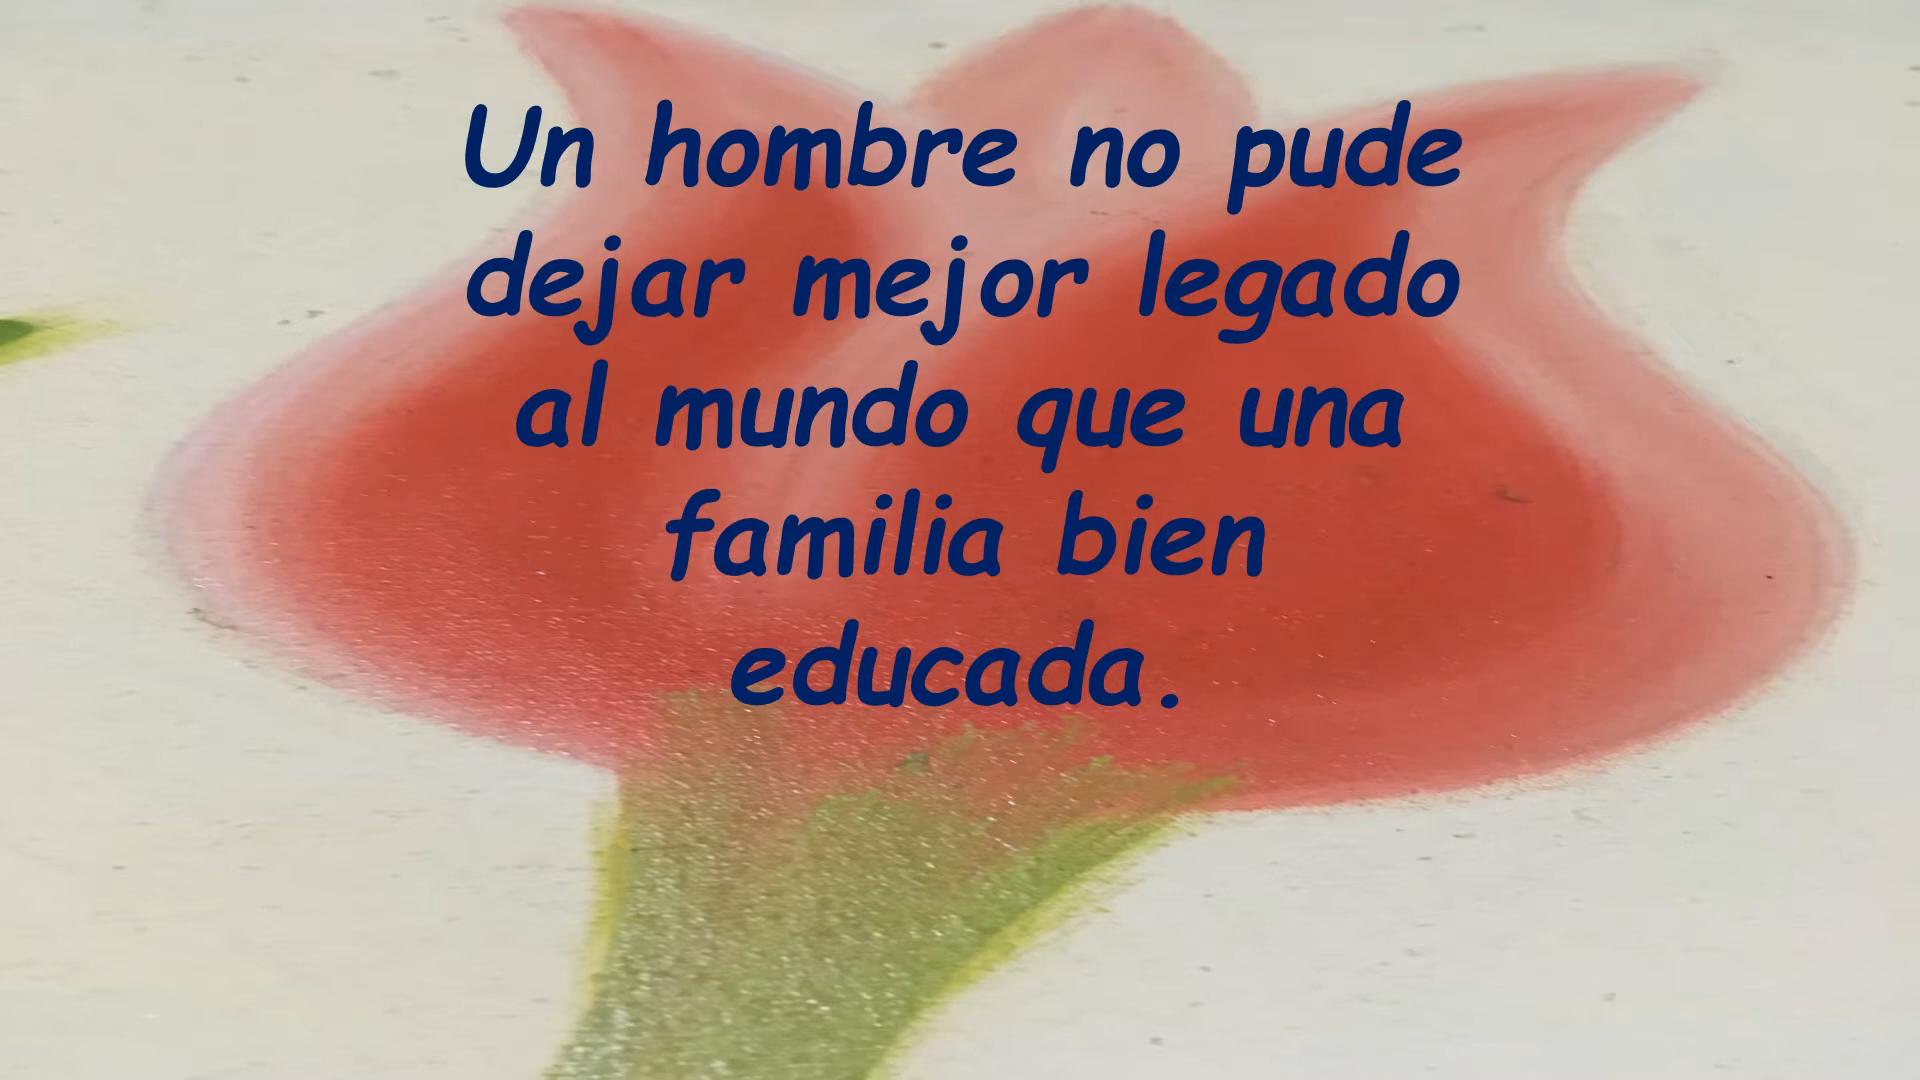 Un hombre no pude
dejar mejor legado
al mundo que una
familia bien
educada.